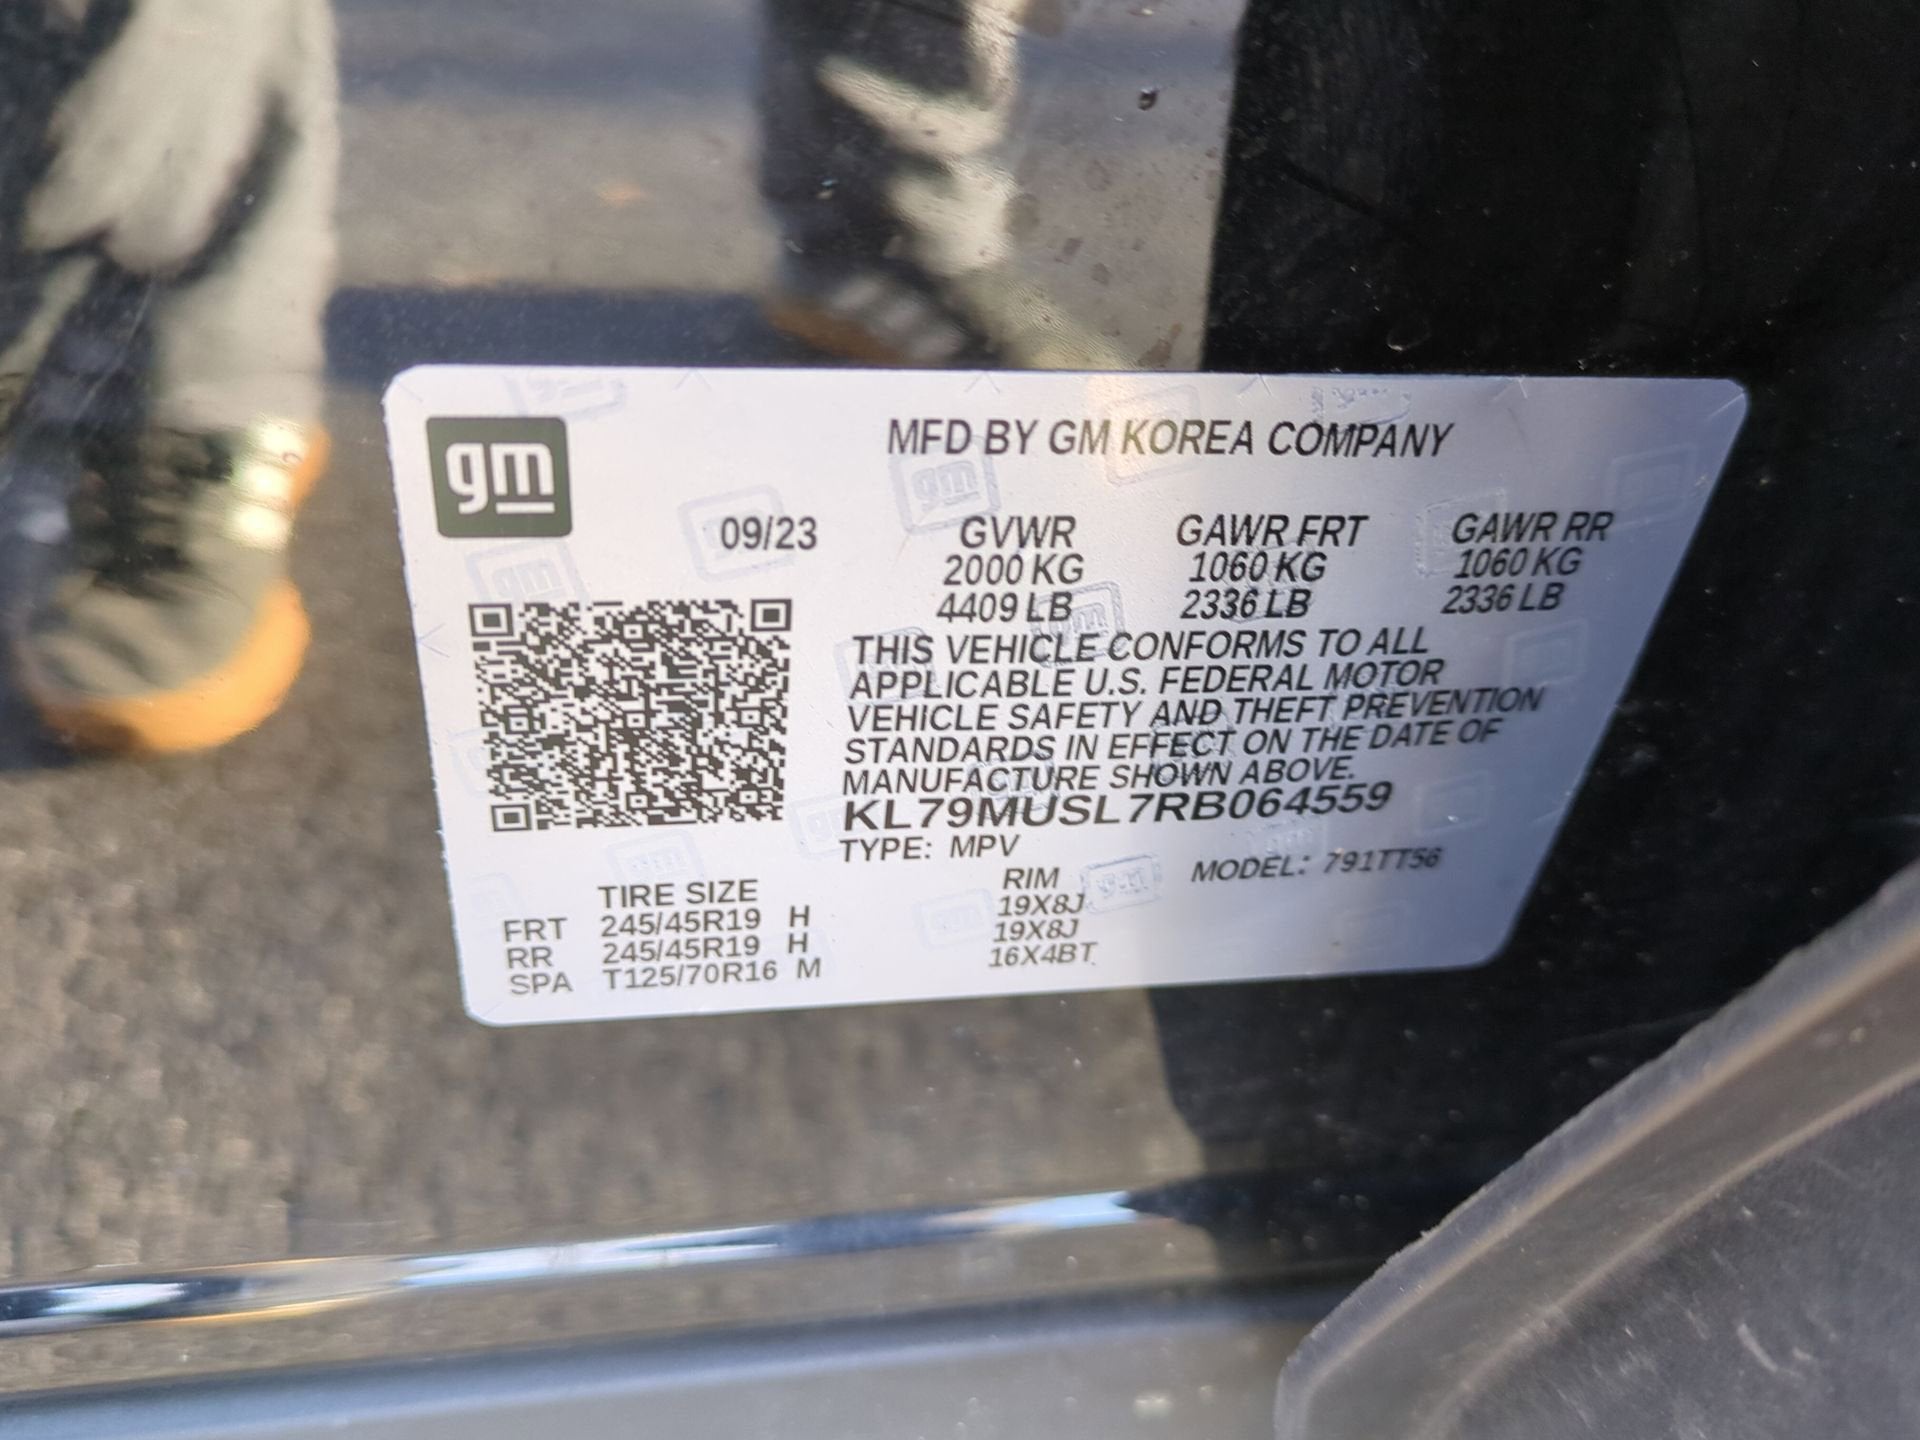 gm
MFD BY GM KOREA COMPANY
09/23 GVWR GAWR FRT GAWR RR
2000 KG 1060 KG 1060 KG
4409 LB 2336 LB 2336 LB
THIS VEHICLE CONFORMS TO ALL
APPLICABLE U.S. FEDERAL MOTOR
VEHICLE SAFETY AND THEFT PREVENTION
STANDARDS IN EFFECT ON THE DATE OF
MANUFACTURE SHOWN ABOVE.
KL79MUSL7RB064559
TYPE: MPV MODEL: 791TT56
TIRE SIZE RIM
FRT 245/45R19 H 19X8J
RR 245/45R19 H 19X8J
SPA T125/70R16 M 16X4BT